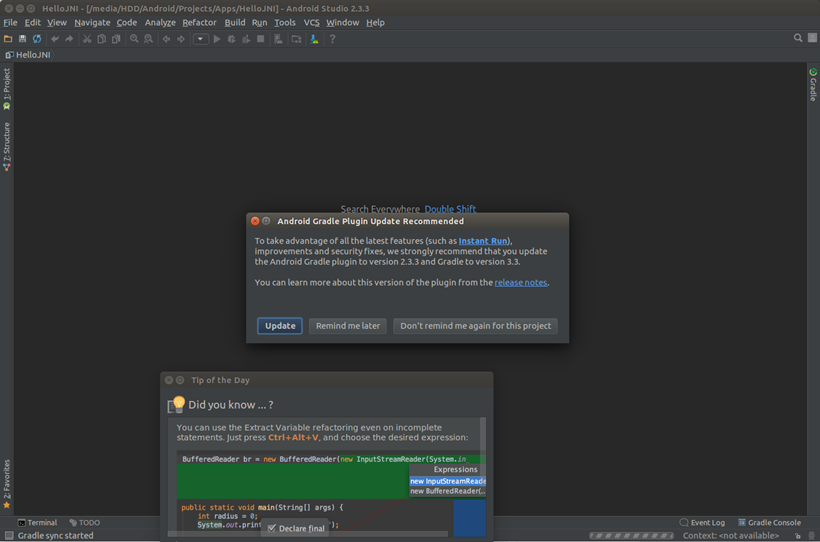 HelloJNI - [/media/HDD/Android/Projects/Apps/HelloJNI] - Android Studio 2.3.3
File Edit View Navigate Code Analyze Refactor Build Run Tools VCS Window Help
HelloJNI
1: Project
Gradle
Z: Structure
Search Everywhere Double Shift
Android Gradle Plugin Update Recommended
To take advantage of all the latest features (such as Instant Run),
improvements and security fixes, we strongly recommend that you update
the Android Gradle plugin to version 2.3.3 and Gradle to version 3.3.
You can learn more about this version of the plugin from the release notes.
Update Remind me later Don't remind me again for this project
Tip of the Day
Did you know ... ?
You can use the Extract Variable refactoring even on incomplete
statements. Just press Ctrl+Alt+V, and choose the desired expression:
BufferedReader br = new BufferedReader(new InputStreamReader(System.in
Expressions
new InputStreamReade
new BufferedReader(...
public static void main(String[] args) {
int radius = 0;
System.out.print
Declare final
");
2: Favorites
Terminal TODO Event Log Gradle Console
Gradle sync started Context: <not available>